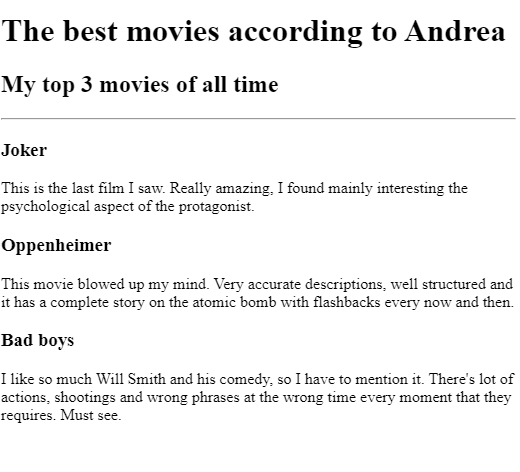 The best movies according to Andrea
My top 3 movies of all time
Joker
This is the last film I saw. Really amazing, I found mainly interesting the
psychological aspect of the protagonist.
Oppenheimer
This movie blowed up my mind. Very accurate descriptions, well structured and
it has a complete story on the atomic bomb with flashbacks every now and then.
Bad boys
I like so much Will Smith and his comedy, so I have to mention it. There's lot of
actions, shootings and wrong phrases at the wrong time every moment that they
requires. Must see.